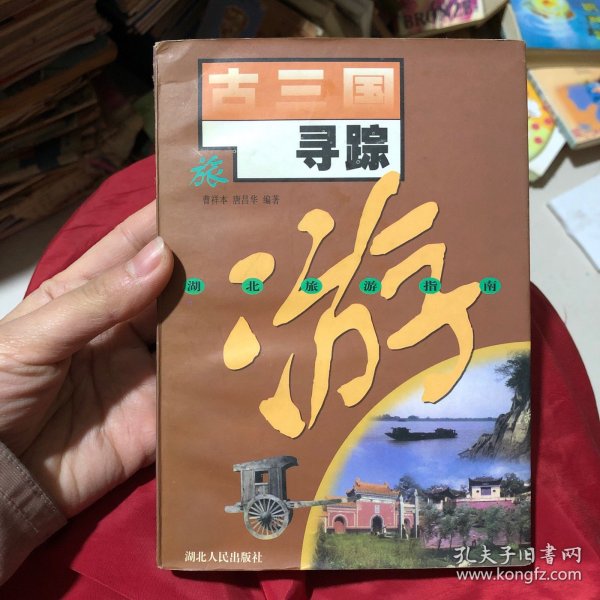 古三国
寻踪
旅
曹祥本 唐昌华 编著
湖北旅游指南
游
湖北人民出版社
孔夫子旧书网
www.kongfz.com